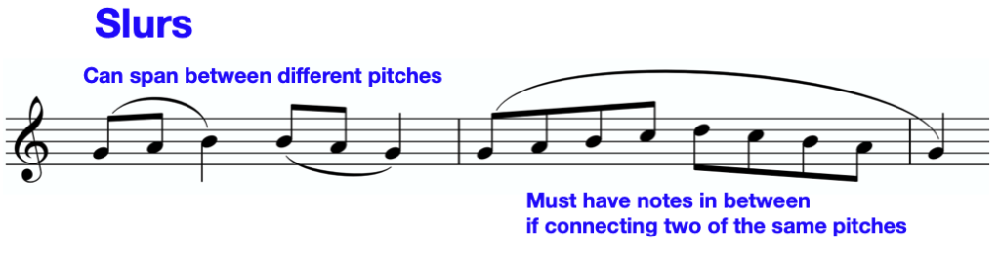 Slurs
Can span between different pitches
Must have notes in between
if connecting two of the same pitches